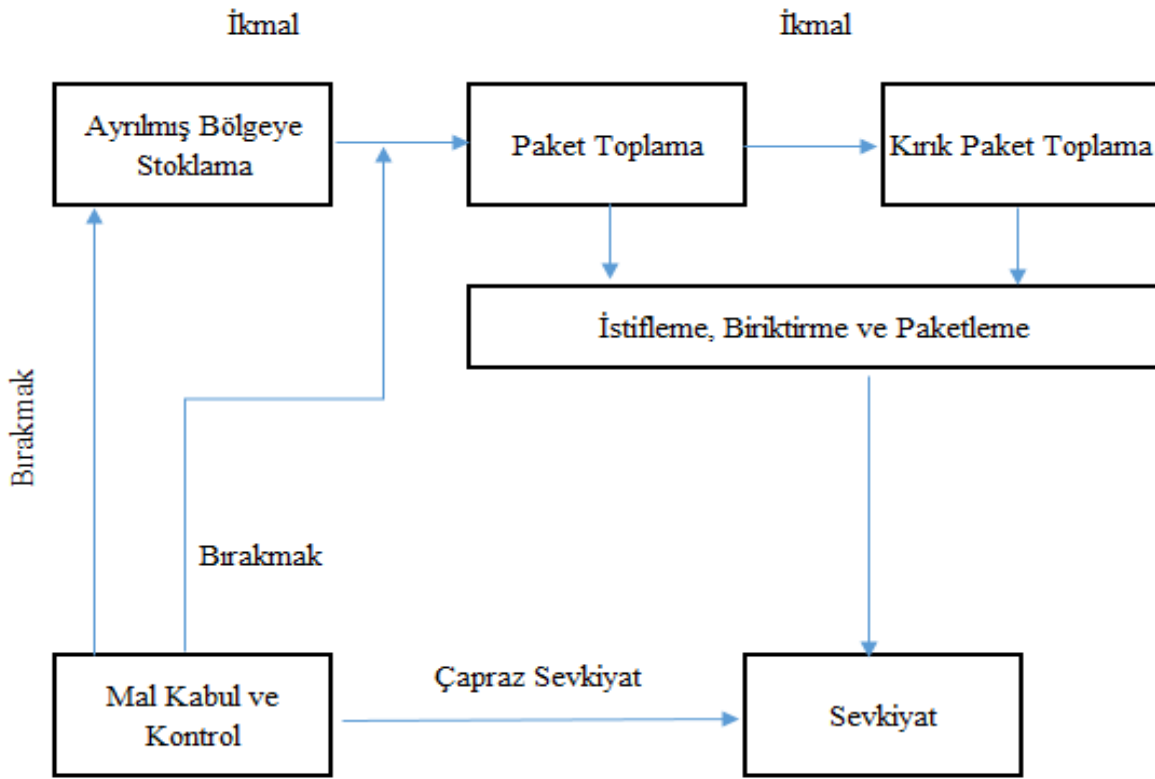 İkmal
İkmal
Ayrılmış Bölgeye
Stoklama
Paket Toplama
Kırık Paket Toplama
İstifleme, Biriktirme ve Paketleme
Bırakmak
Bırakmak
Mal Kabul ve
Kontrol
Çapraz Sevkiyat
Sevkiyat